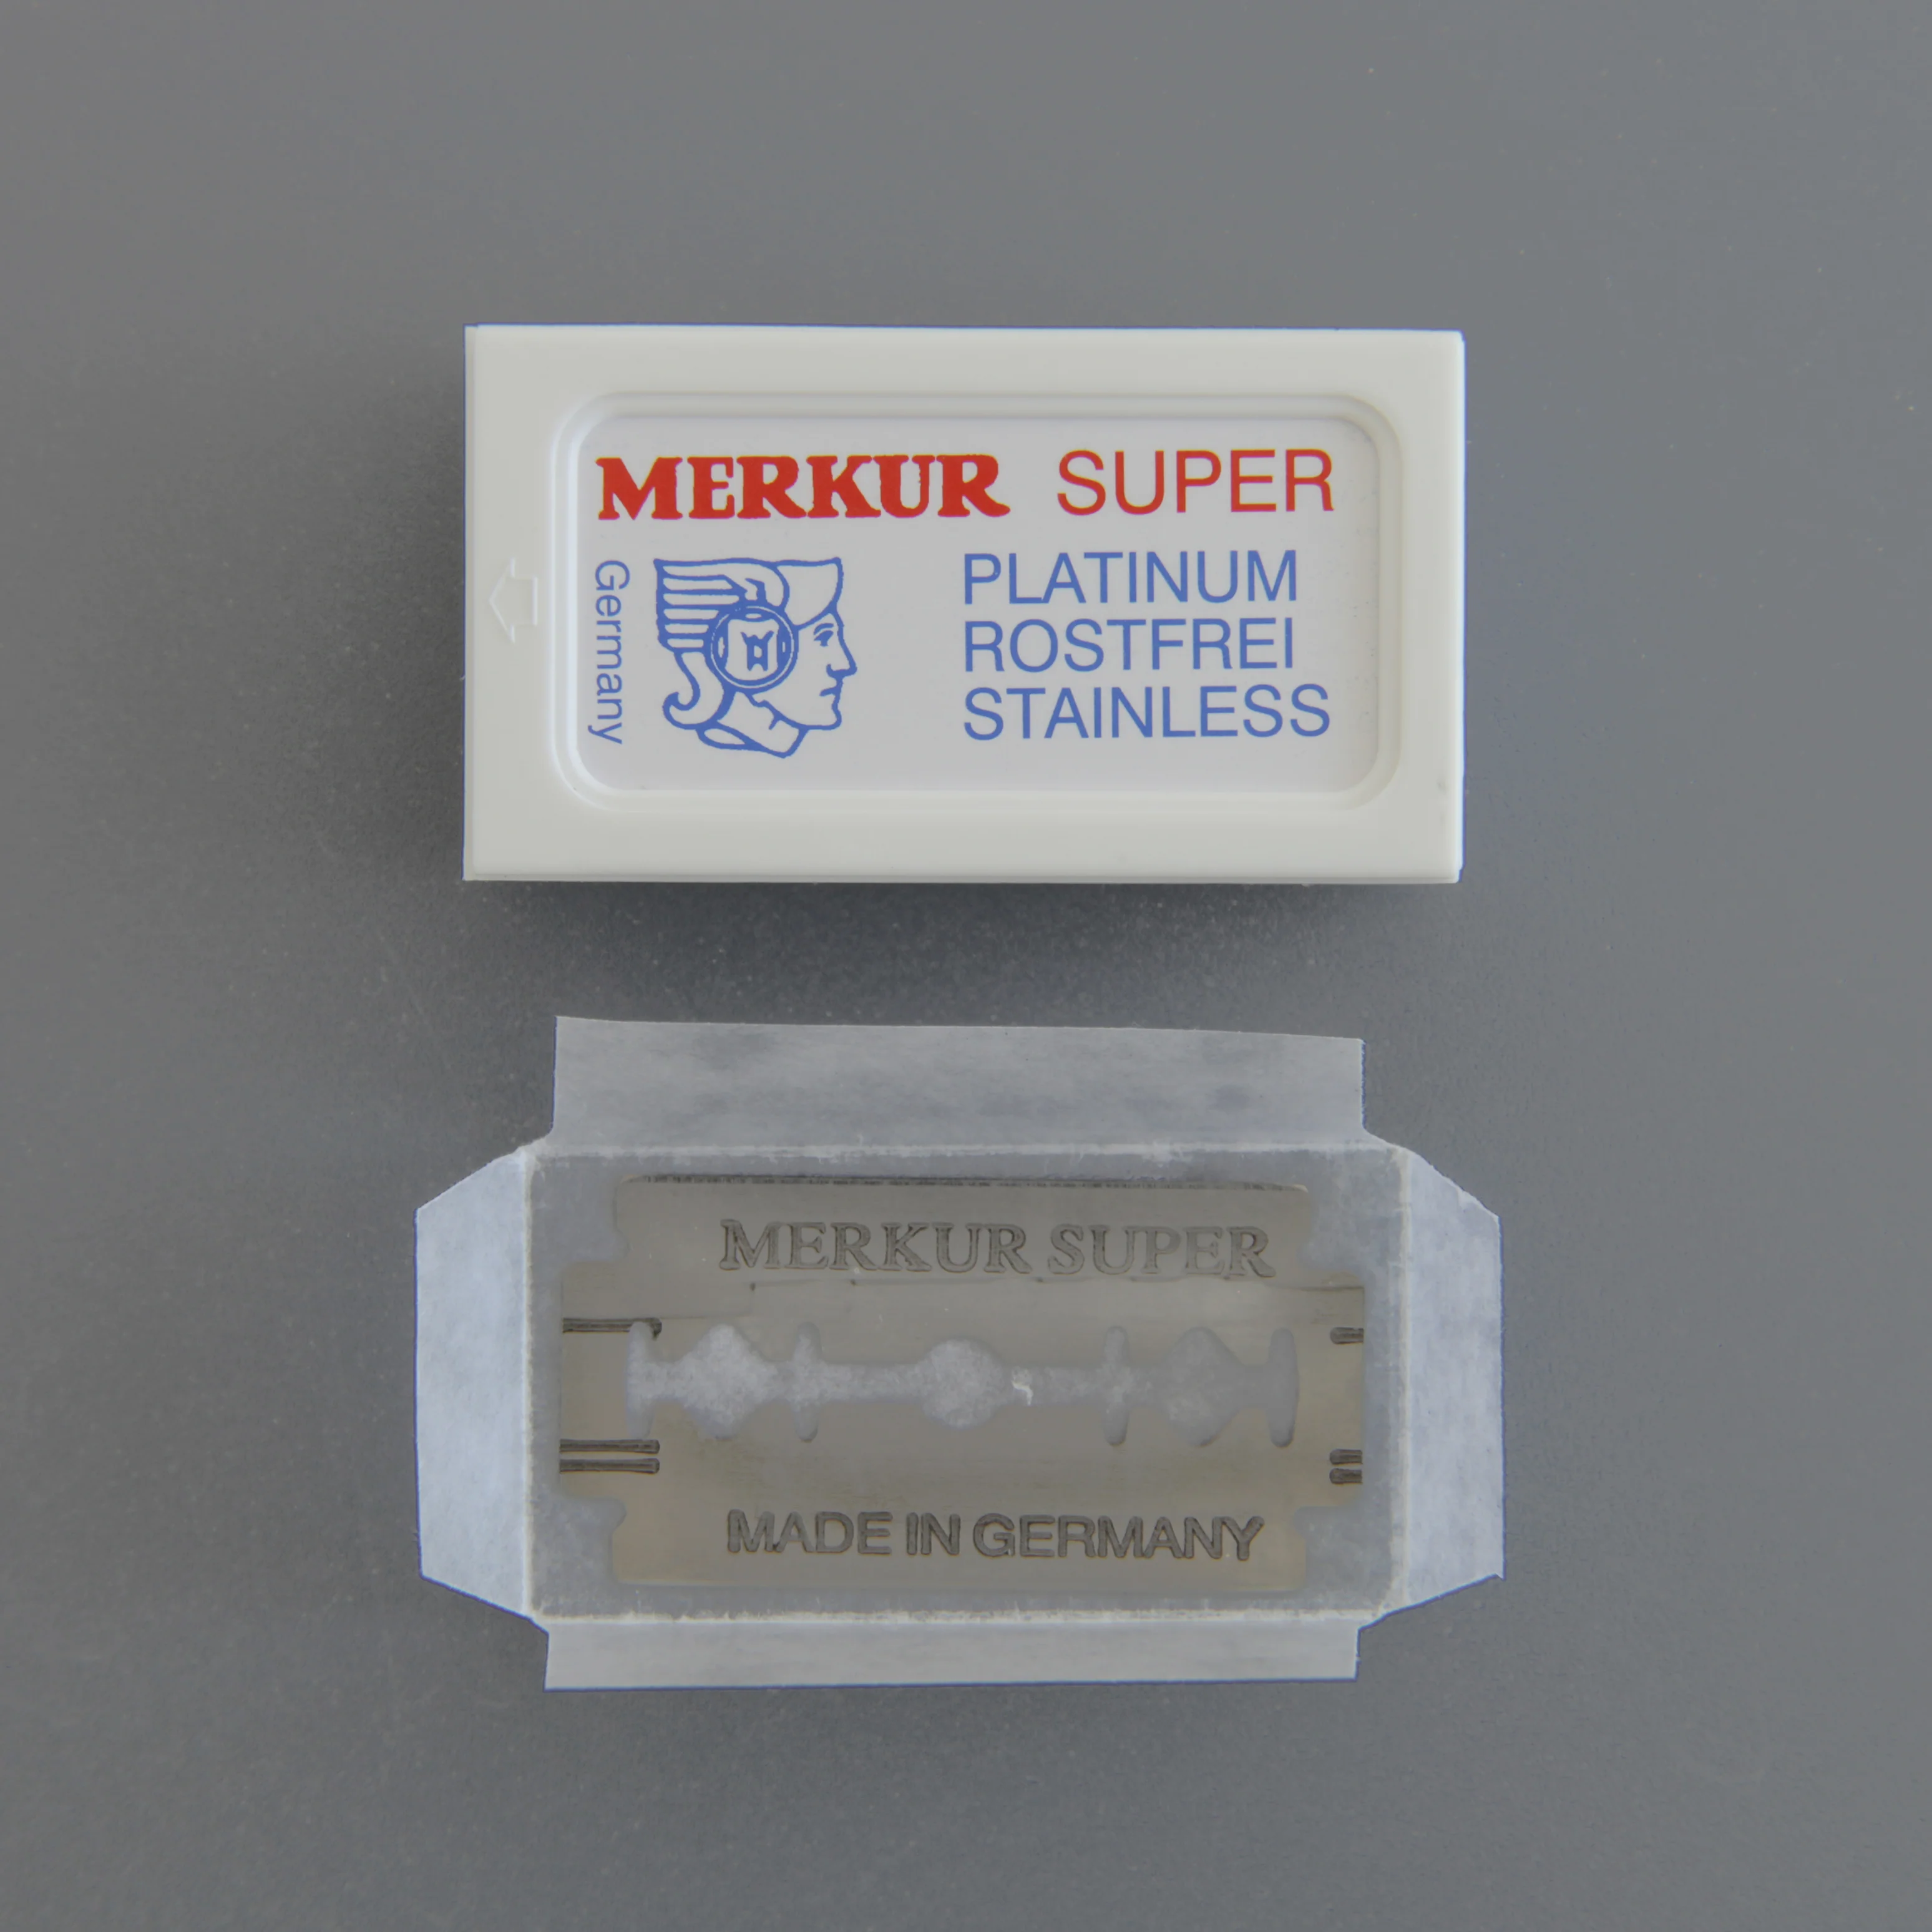 MERKUR SUPER
Germany
PLATINUM
ROSTFREI
STAINLESS
MERKUR SUPER
MADE IN GERMANY